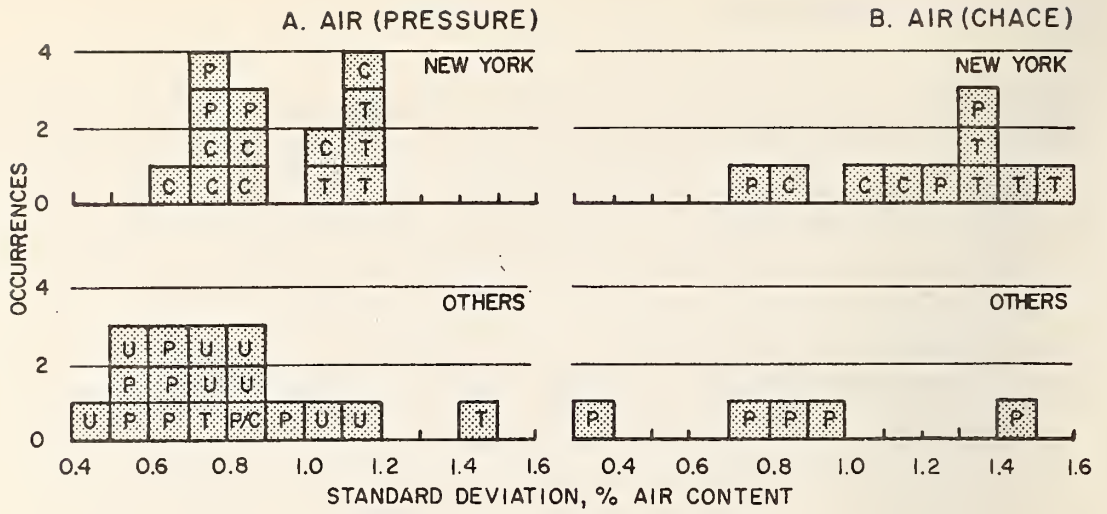 A. AIR (PRESSURE)
B. AIR (CHACE)
4
P
C
NEW YORK
NEW YORK
P
P
T
P
2
C
C
C
T
T
0
C
C
C
T
T
P
C
C
C
P
T
T
T
OCCURRENCES
4
OTHERS
OTHERS
U
P
U
U
2
P
P
U
U
0
U
P
P
T
P/C
P
U
U
T
P
P
P
P
P
0.4 0.6 0.8 1.0 1.2 1.4 1.6
0.4 0.6 0.8 1.0 1.2 1.4 1.6
STANDARD DEVIATION, % AIR CONTENT